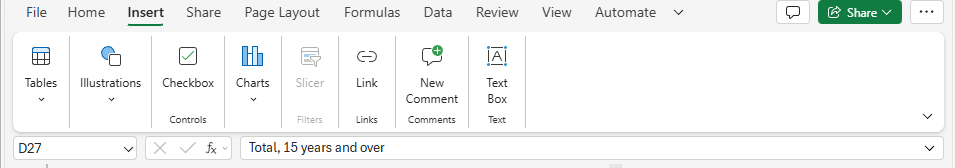 File Home Insert Share Page Layout Formulas Data Review View Automate Share ...
Tables Illustrations Checkbox Charts Slicer Link New Comment Text Box
Controls Filters Links Comments Text
D27 fx Total, 15 years and over